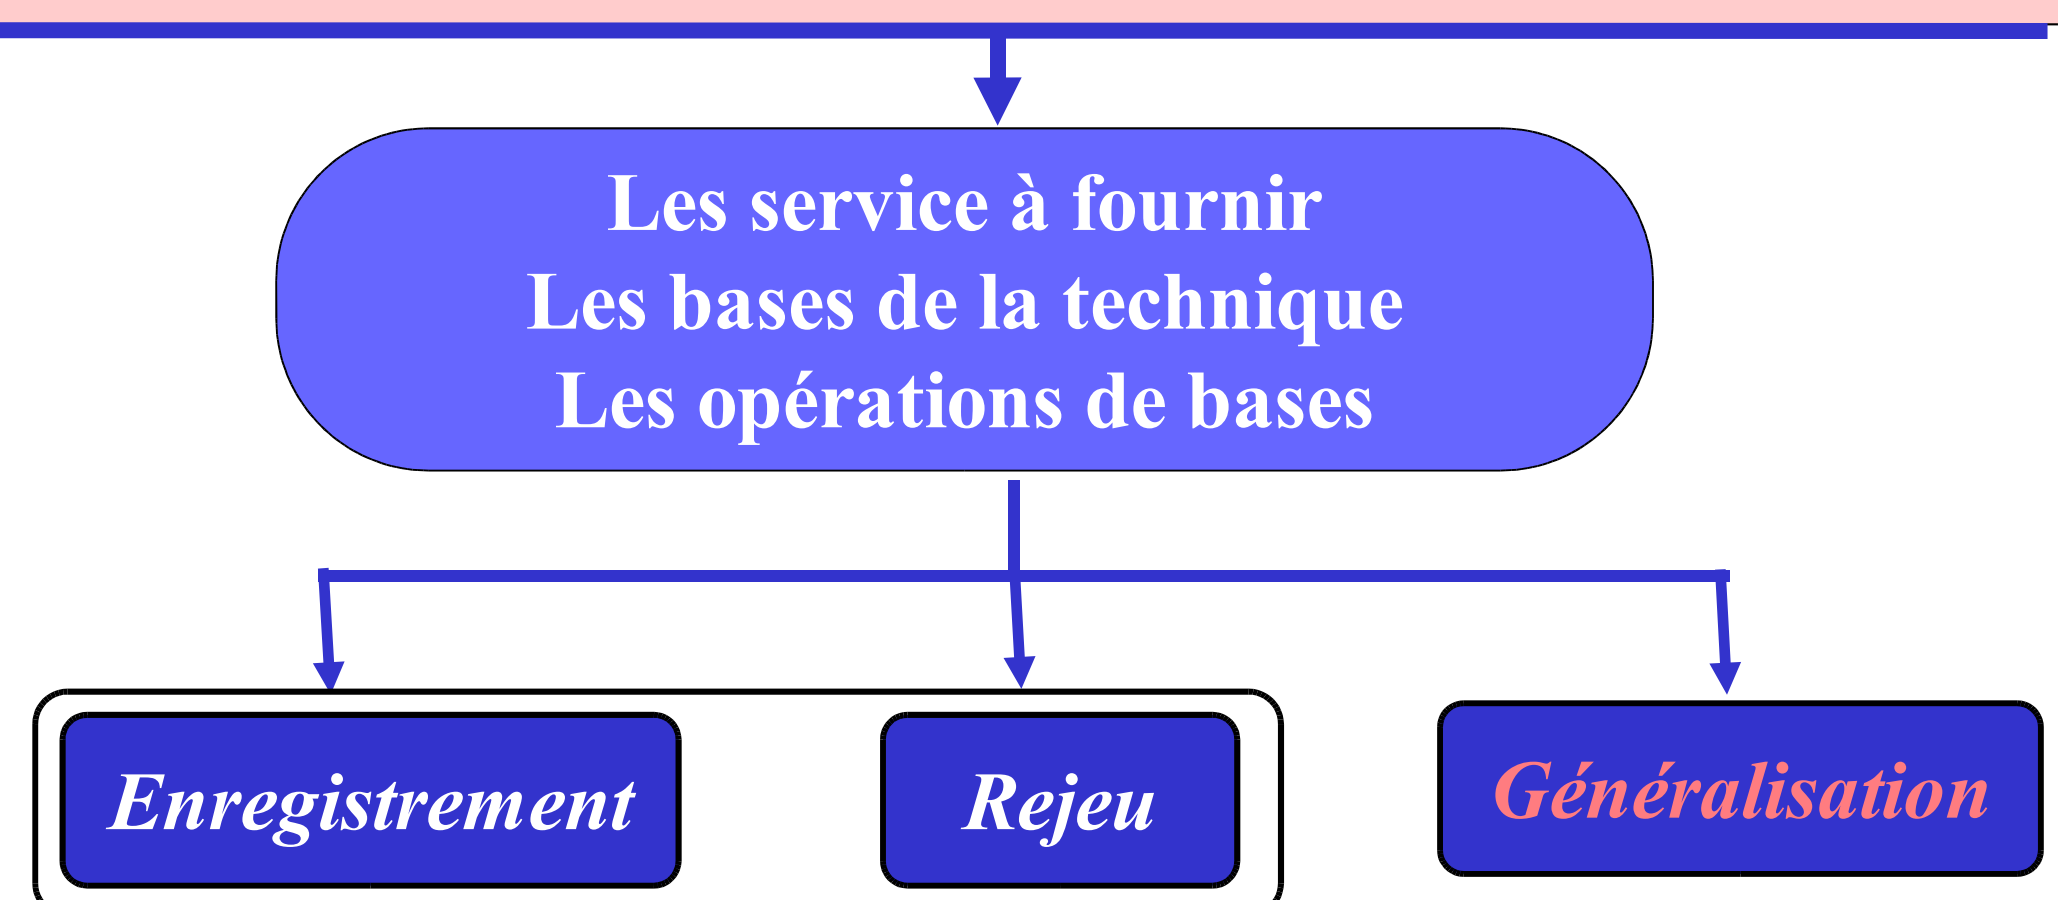 Les service à fournir
Les bases de la technique
Les opérations de bases
Enregistrement
Rejeu
Généralisation